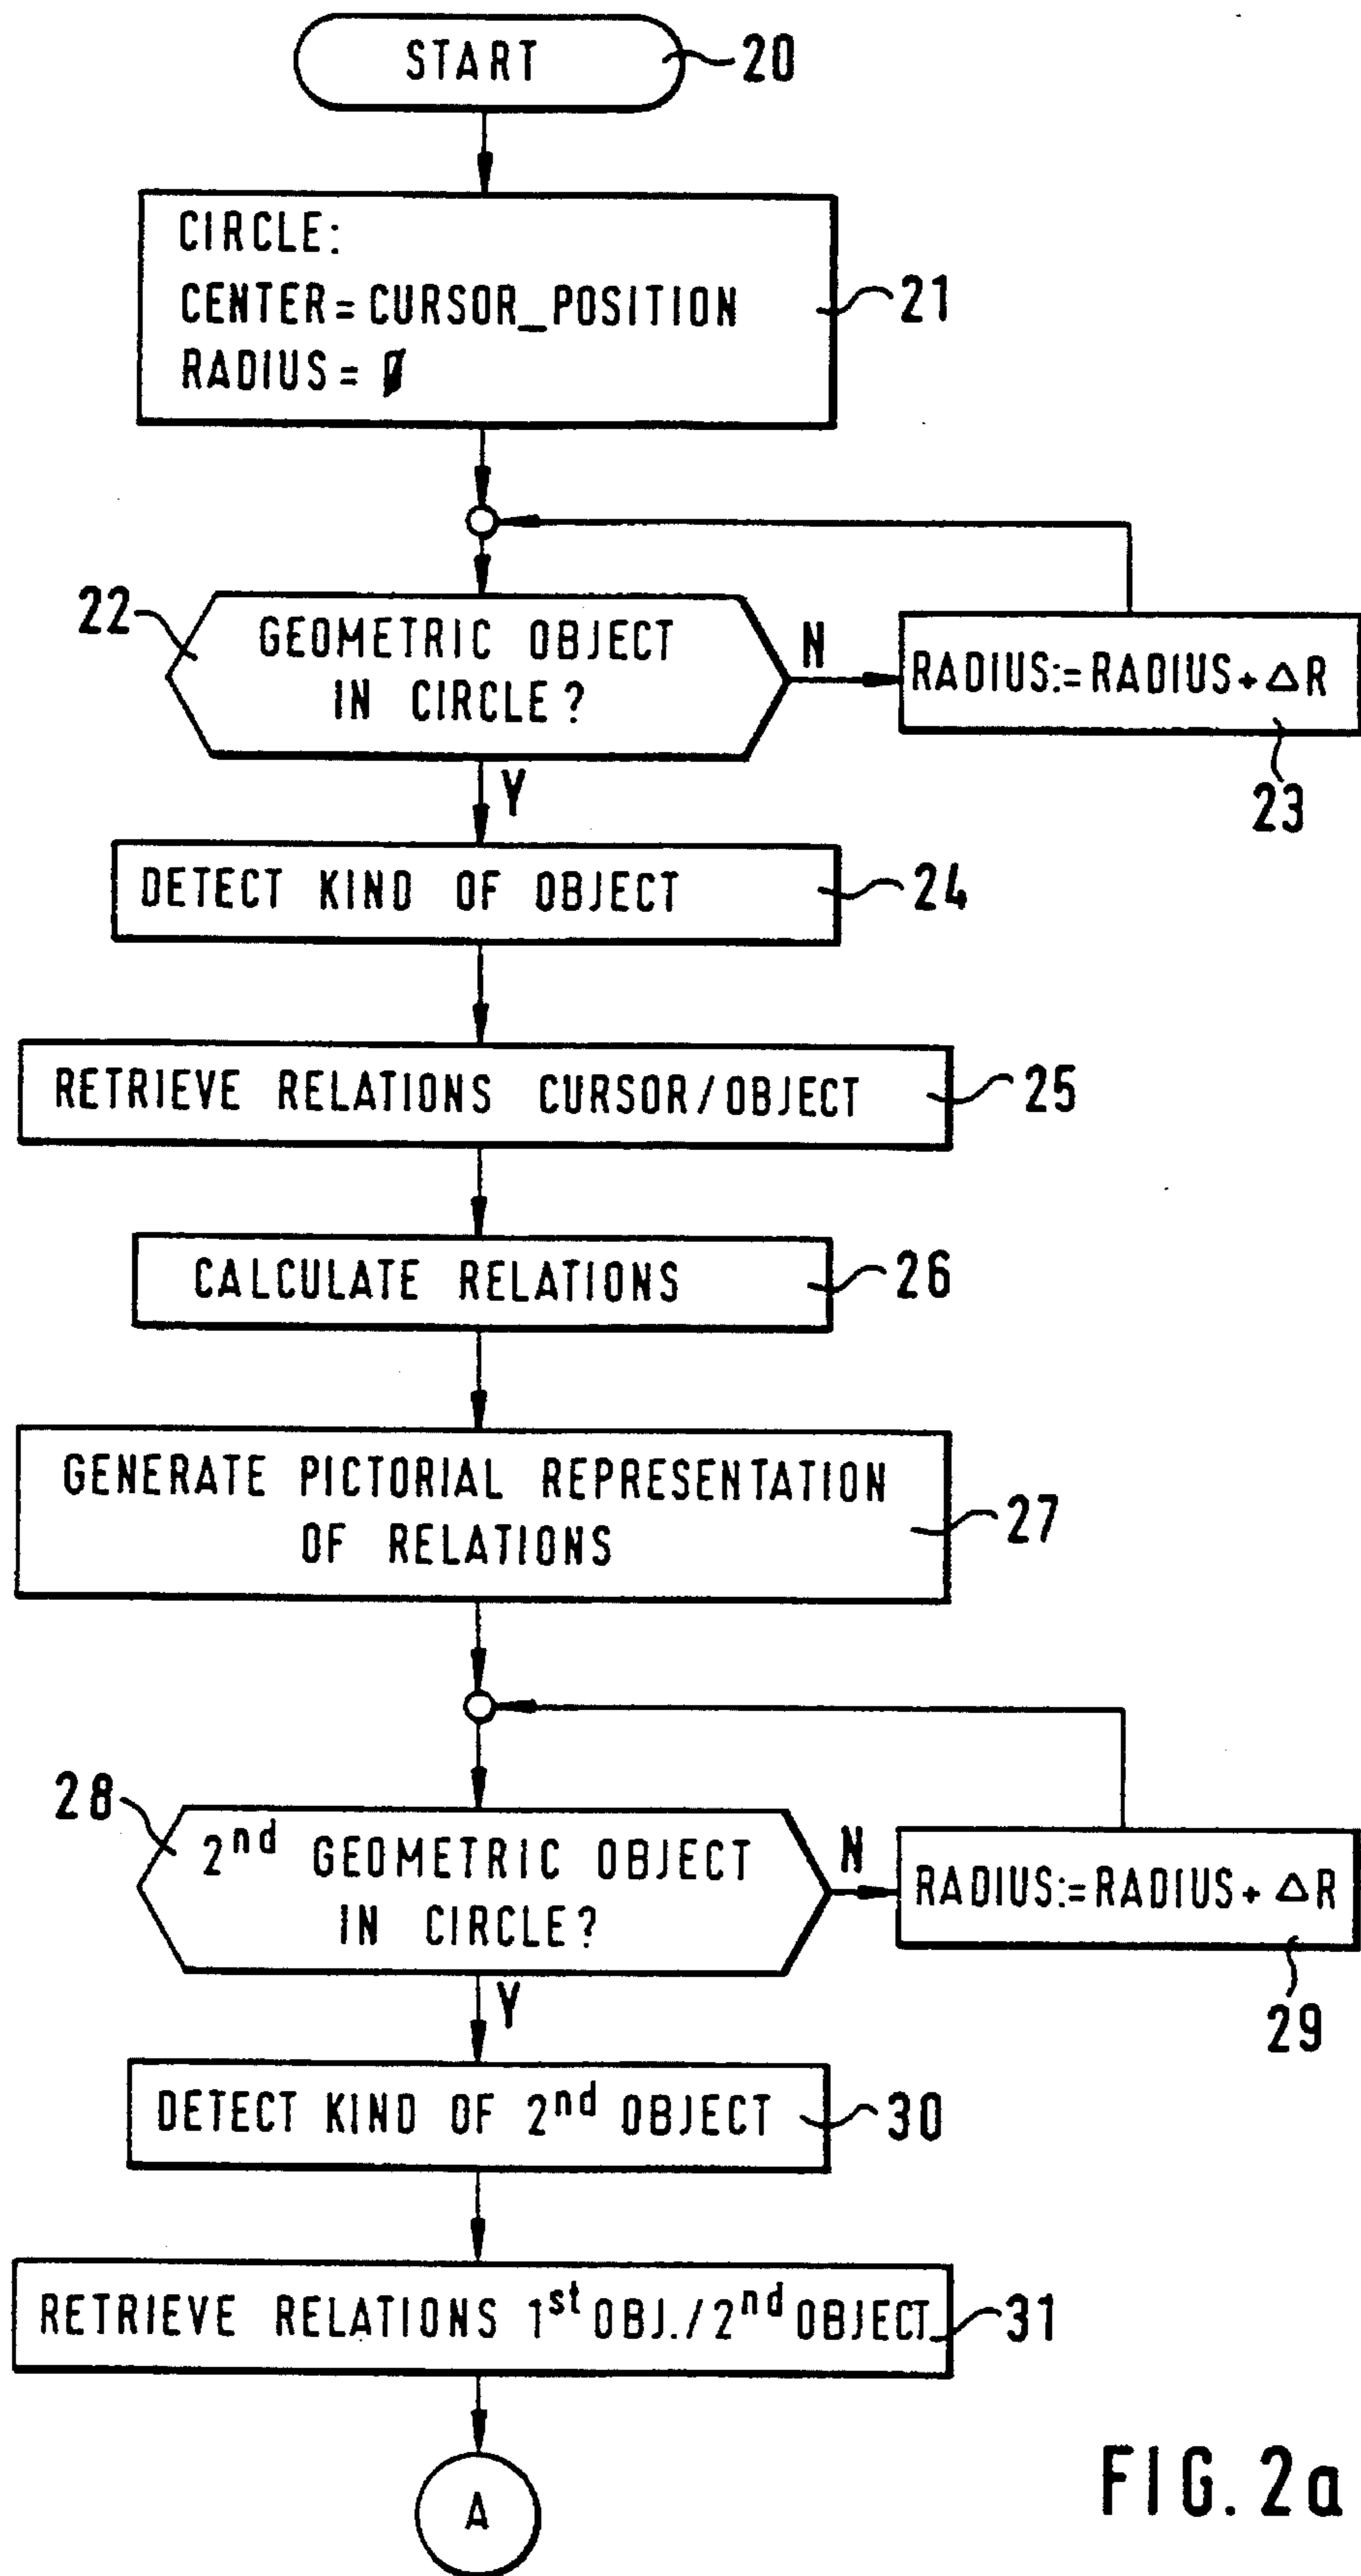 START
20
CIRCLE:
CENTER = CURSOR_POSITION
RADIUS = 0
21
22
GEOMETRIC OBJECT
IN CIRCLE?
N
RADIUS:=RADIUS+ΔR
23
Y
DETECT KIND OF OBJECT
24
RETRIEVE RELATIONS CURSOR/OBJECT
25
CALCULATE RELATIONS
26
GENERATE PICTORIAL REPRESENTATION
OF RELATIONS
27
28
2nd GEOMETRIC OBJECT
IN CIRCLE?
N
RADIUS:=RADIUS+ΔR
29
Y
DETECT KIND OF 2nd OBJECT
30
RETRIEVE RELATIONS 1st OBJ./2nd OBJECT
31
A
FIG. 2a